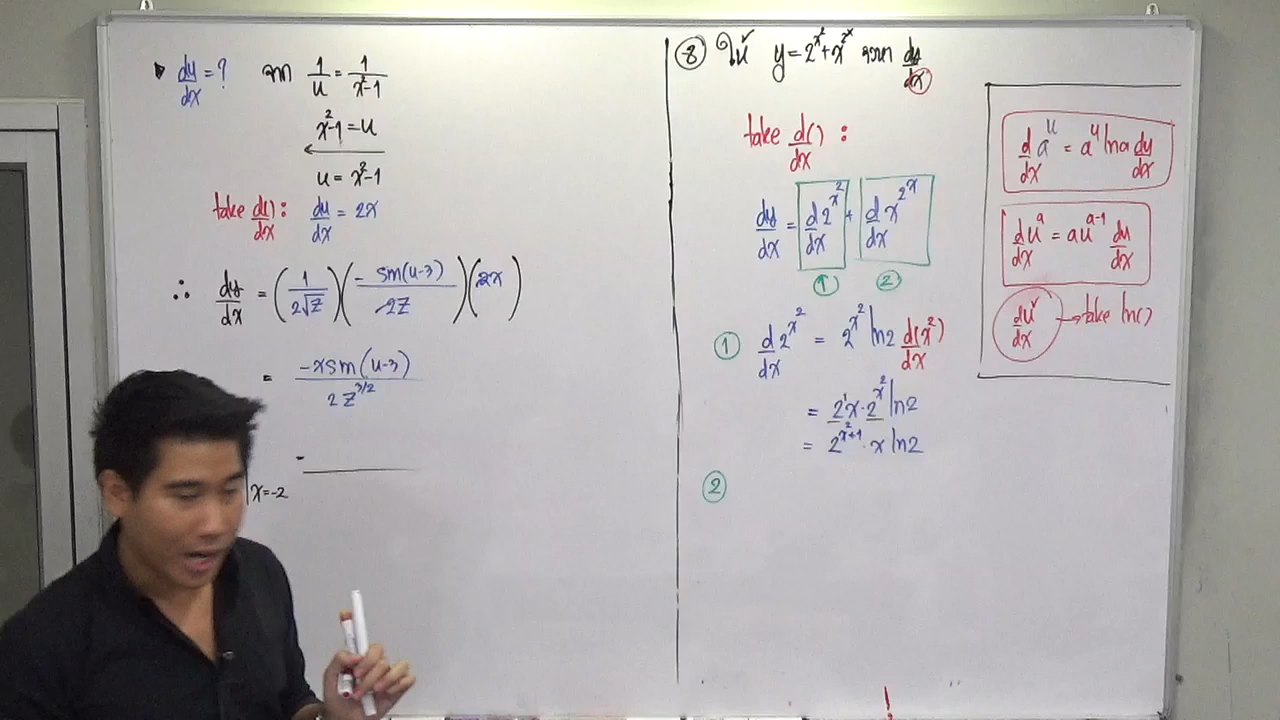 dy/dx = ? จาก 1/u = 1/(x²-1)
x²-1 = u
u = x²-1
take d()/dx : du/dx = 2x
∴ dy/dx = (1/(2√z)) (-sin(u-3)/(2z)) (2x)
= -x sin(u-3)/(2z^(3/2))
-
x=-2
⑧ ให้ y = 2^(x²) + x^(2^x) จงหา dy/dx
take d()/dx :
dy/dx = d/dx 2^(x²) + d/dx x^(2^x)
① ②
① d/dx 2^(x²) = 2^(x²) ln2 d(x²)/dx
= 2¹x·2^(x²) ln2
= 2^(x²+1)·x ln2
②
d/dx a^u = a^u ln a du/dx
du^a/dx = au^(a-1) du/dx
du^v/dx → take ln()
!